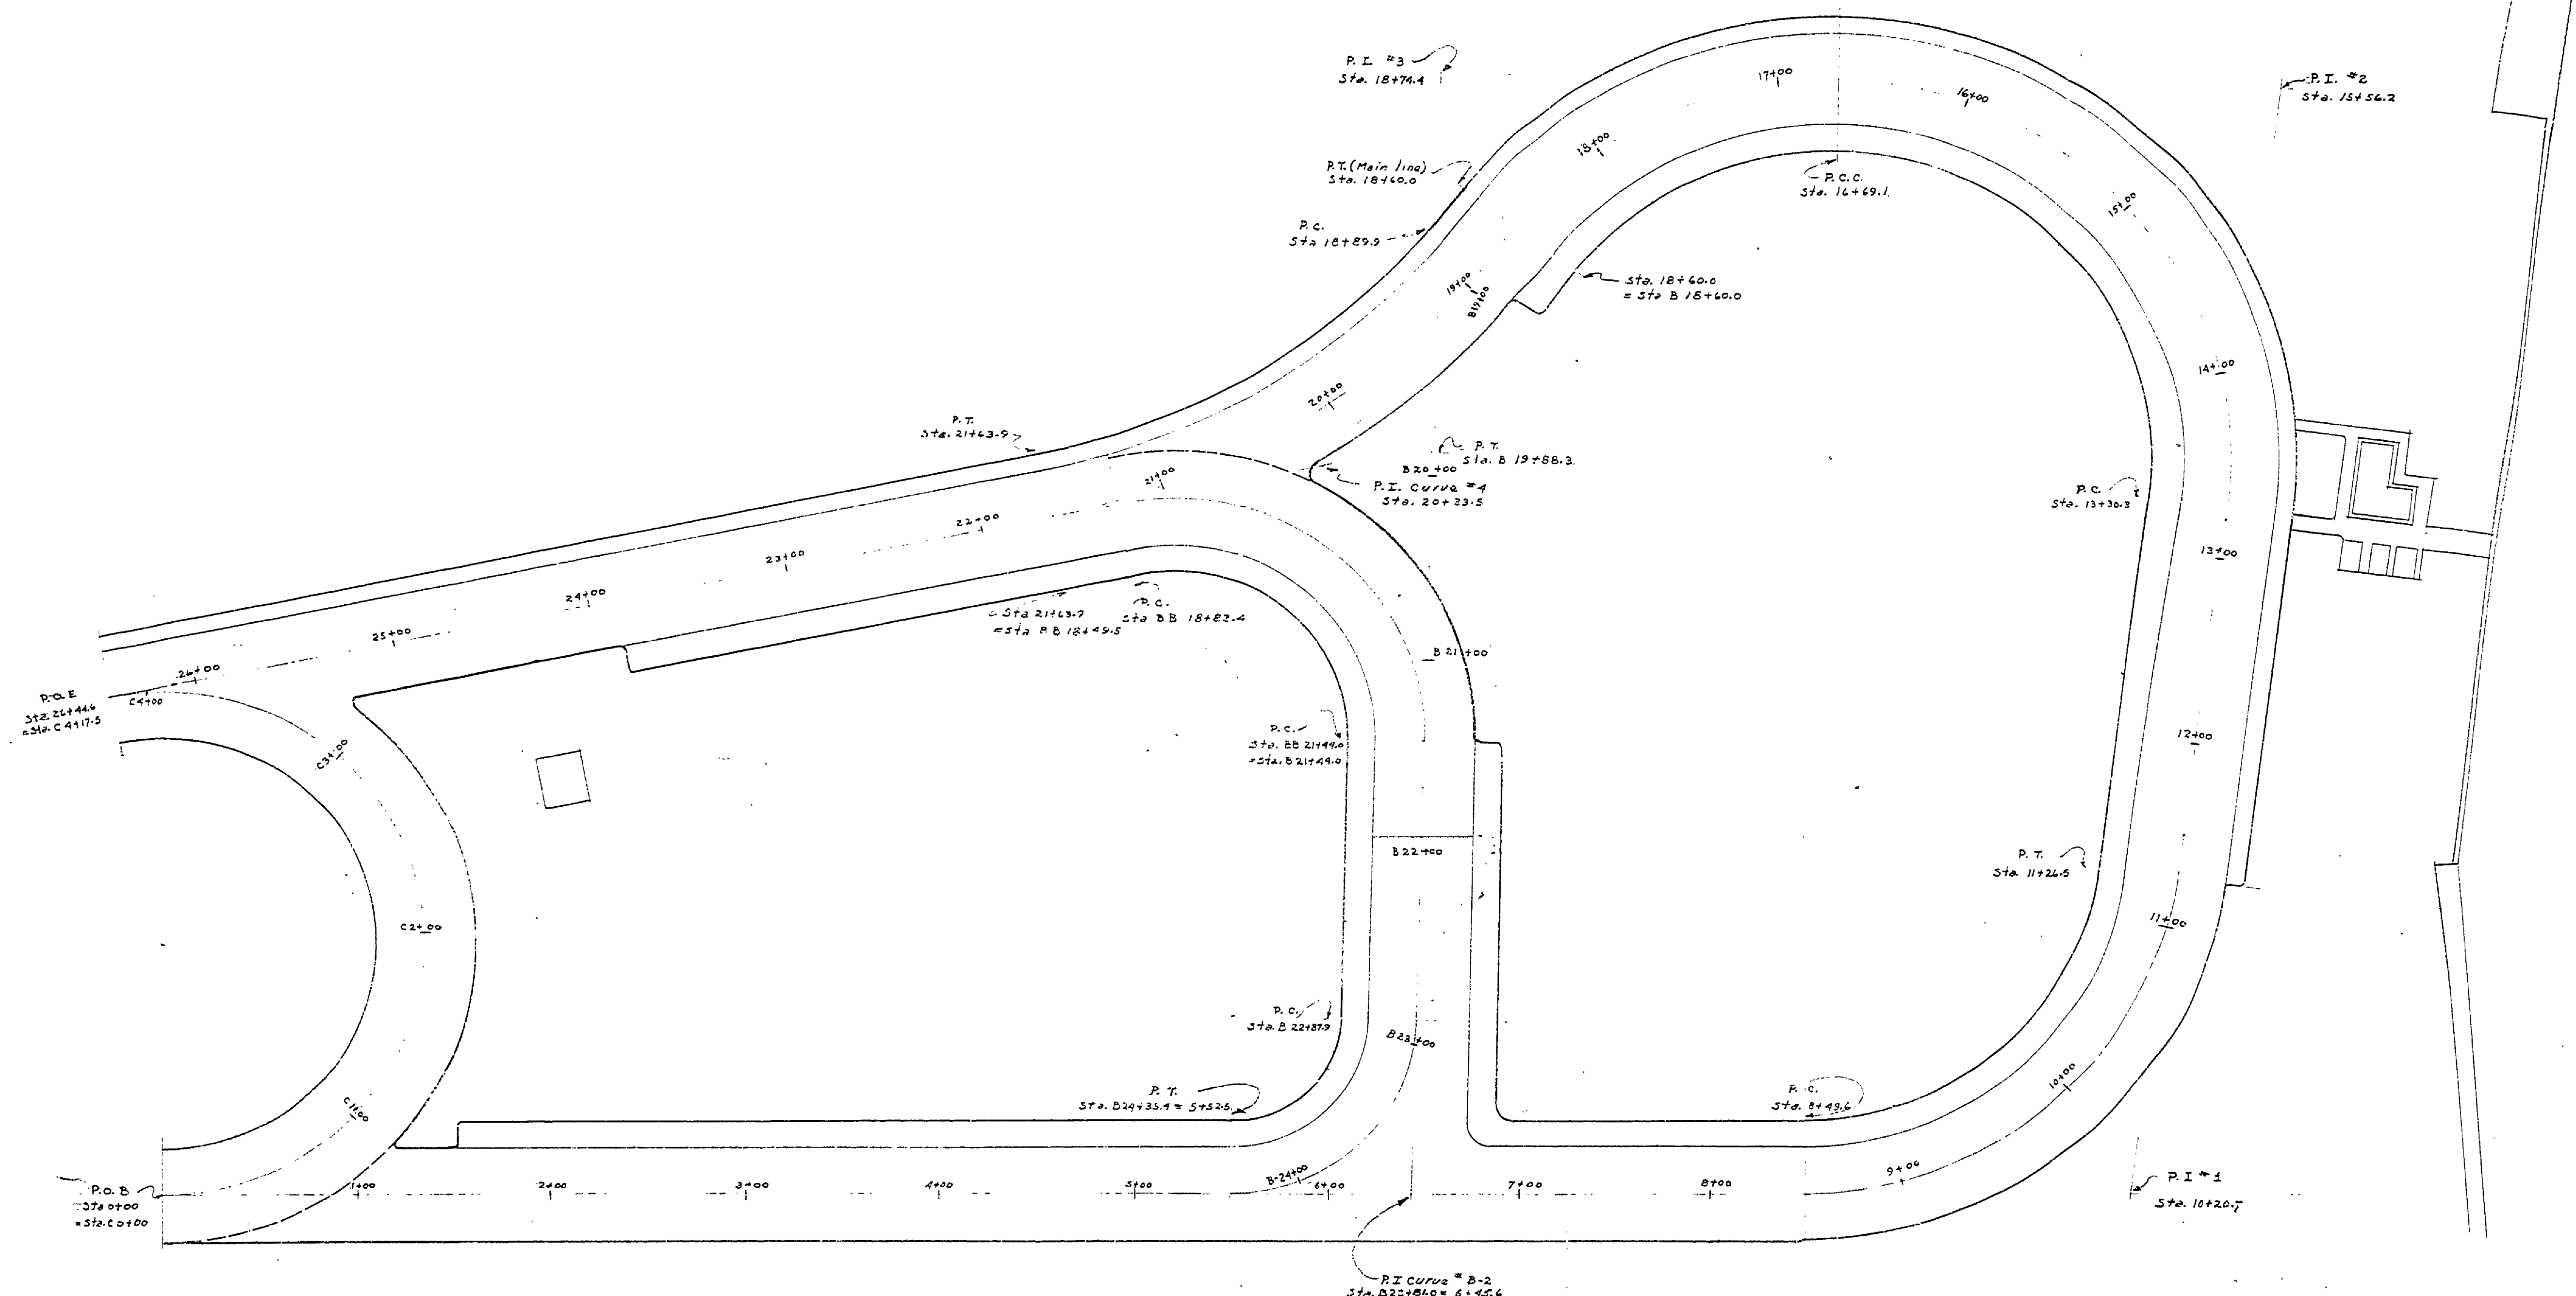 P.I. #3
Sta. 18+74.4
17+00
16+00
P.I. #2
Sta. 15+56.2
18+00
P.T. (Main line)
Sta. 18+60.0
P.C.C.
Sta. 16+69.1
15+00
P.C.
Sta 18+89.9
19+00
B19+00
Sta. 18+60.0
= Sta B 18+60.0
14+00
20+00
P.T.
Sta. 21+63.9
P.T.
Sta. B 19+88.3
B20+00
P.I. Curve #4
Sta. 20+33.5
21+00
P.C.
Sta. 13+30.3
22+00
13+00
23+00
24+00
= Sta 21+63.9
= Sta BB 18+49.5
P.C.
Sta BB 18+83.4
25+00
B 21+00
26+00
C4+00
P.O.E
Sta. 26+44.6
= Sta. C 4+17.5
P.C.
Sta. BB 21+49.0
= Sta. B 21+49.0
C3+00
12+00
B22+00
P.T.
Sta 11+26.5
11+00
C2+00
P.C.
Sta. B 22+87.9
B23+00
P.T.
Sta. B24+35.9 = 5+52.5
P.C.
Sta. 8+49.6
10+00
C1+00
B-24+00
9+00
P.I #1
Sta. 10+20.7
P.O.B
Sta 0+00
= Sta. C 0+00
1+00
2+00
3+00
4+00
5+00
6+00
7+00
8+00
P.I Curve # B-2